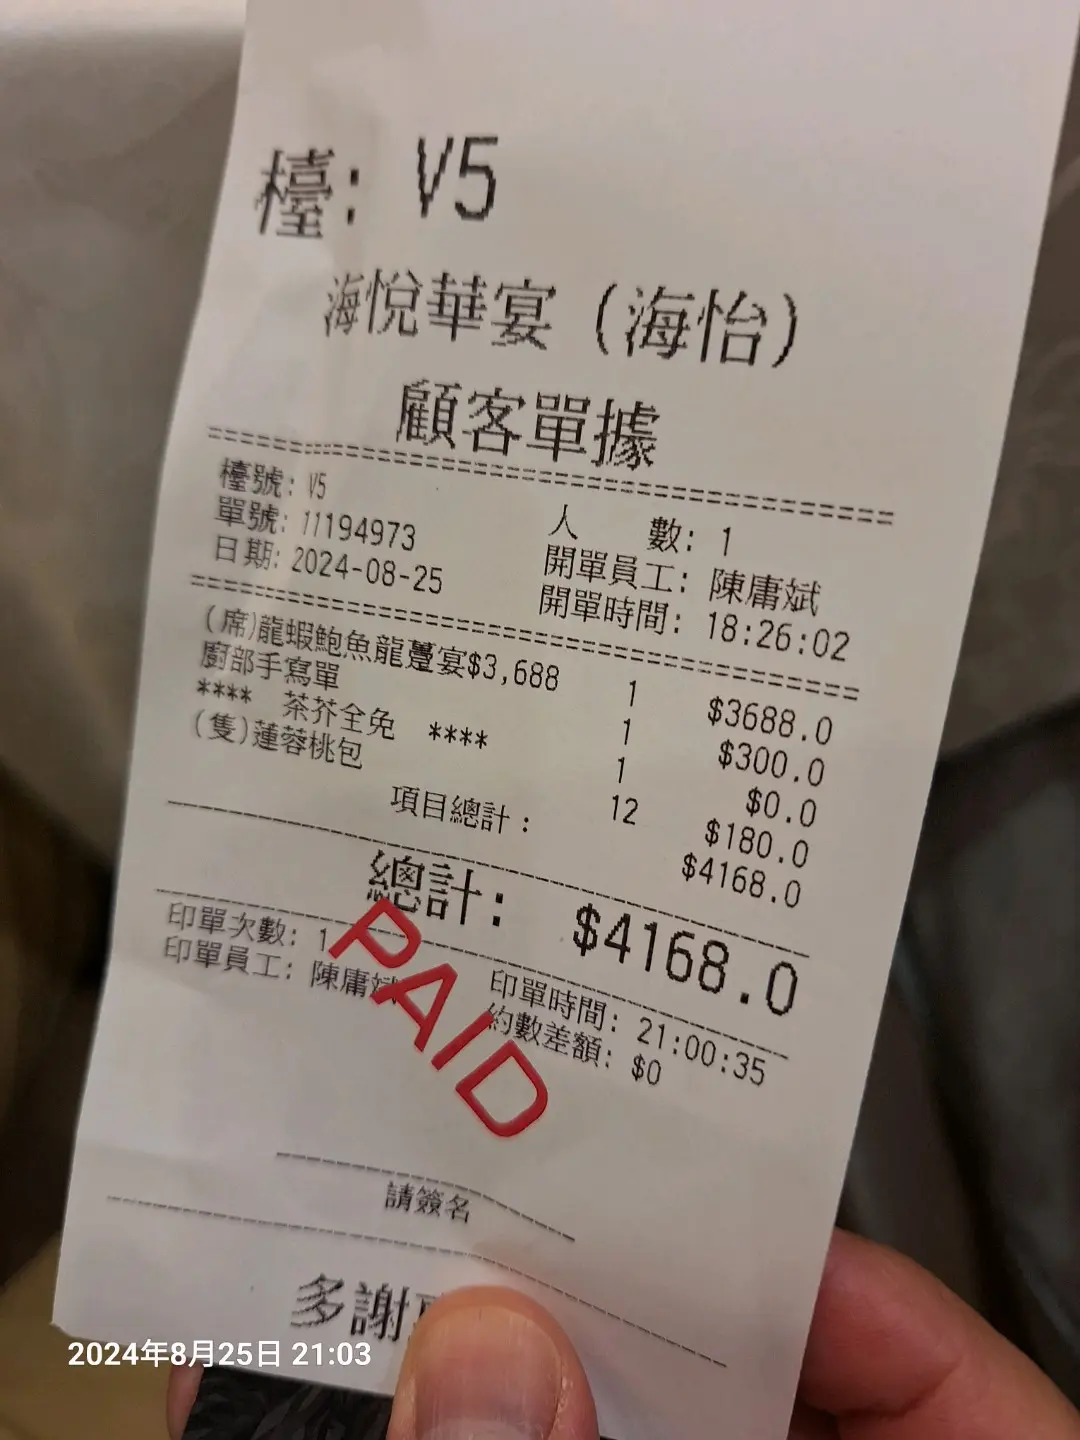 檯: V5
海悅華宴 (海怡)
顧客單據
檯號: V5 人 數: 1
單號: 11194973 開單員工: 陳庸斌
日期: 2024-08-25 開單時間: 18:26:02
(席)龍蝦鮑魚龍躉宴$3,688 1 $3688.0
廚部手寫單 1 $300.0
**** 茶芥全免 **** 1 $0.0
(隻)蓮蓉桃包 12 $180.0
項目總計: $4168.0
總計: $4168.0
印單次數: 1 印單時間: 21:00:35
印單員工: 陳庸斌 約數差額: $0
PAID
請簽名
多謝
2024年8月25日 21:03